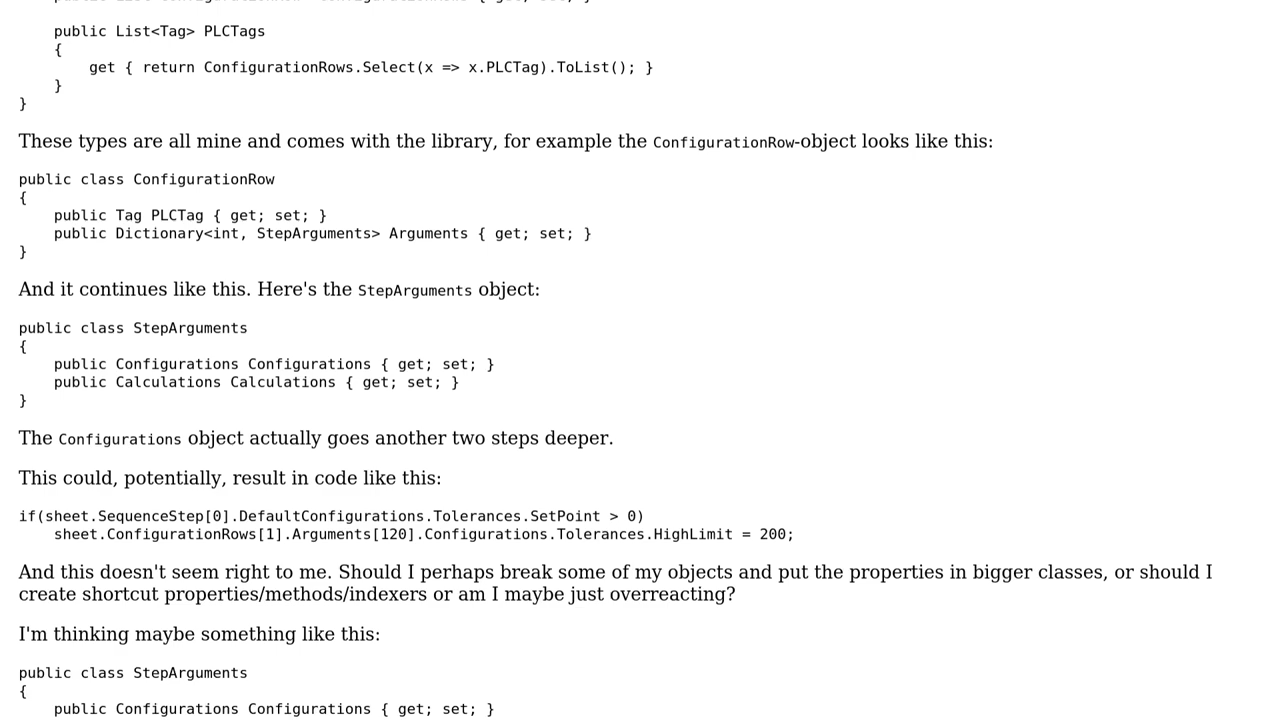 public List<Tag> PLCTags
{
get { return ConfigurationRows.Select(x => x.PLCTag).ToList(); }
}
}
These types are all mine and comes with the library, for example the ConfigurationRow-object looks like this:
public class ConfigurationRow
{
public Tag PLCTag { get; set; }
public Dictionary<int, StepArguments> Arguments { get; set; }
}
And it continues like this. Here's the StepArguments object:
public class StepArguments
{
public Configurations Configurations { get; set; }
public Calculations Calculations { get; set; }
}
The Configurations object actually goes another two steps deeper.
This could, potentially, result in code like this:
if(sheet.SequenceStep[0].DefaultConfigurations.Tolerances.SetPoint > 0)
sheet.ConfigurationRows[1].Arguments[120].Configurations.Tolerances.HighLimit = 200;
And this doesn't seem right to me. Should I perhaps break some of my objects and put the properties in bigger classes, or should I
create shortcut properties/methods/indexers or am I maybe just overreacting?
I'm thinking maybe something like this:
public class StepArguments
{
public Configurations Configurations { get; set; }